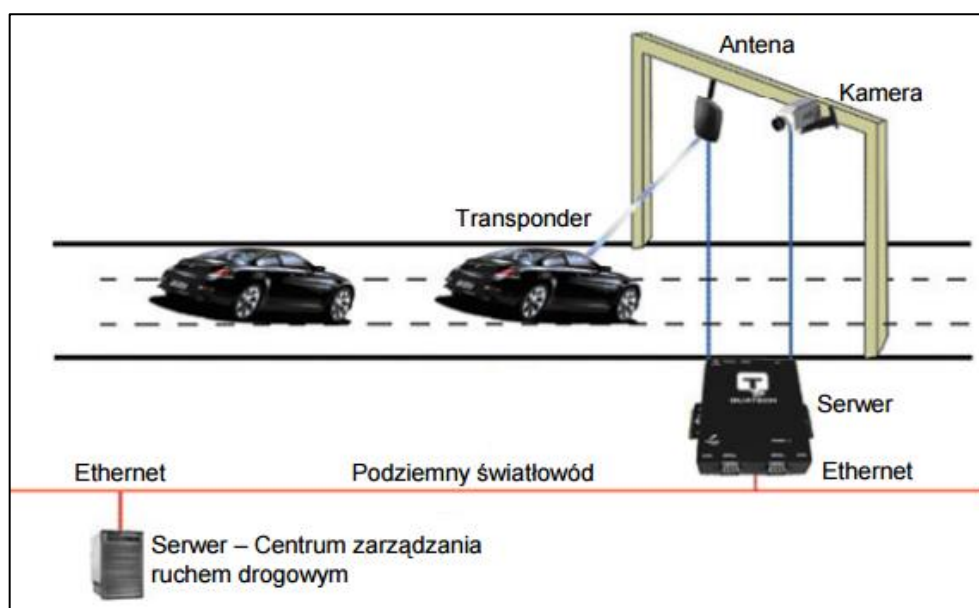 Antena
Kamera
Transponder
Serwer
Ethernet
Podziemny światłowód
Ethernet
Serwer – Centrum zarządzania
ruchem drogowym